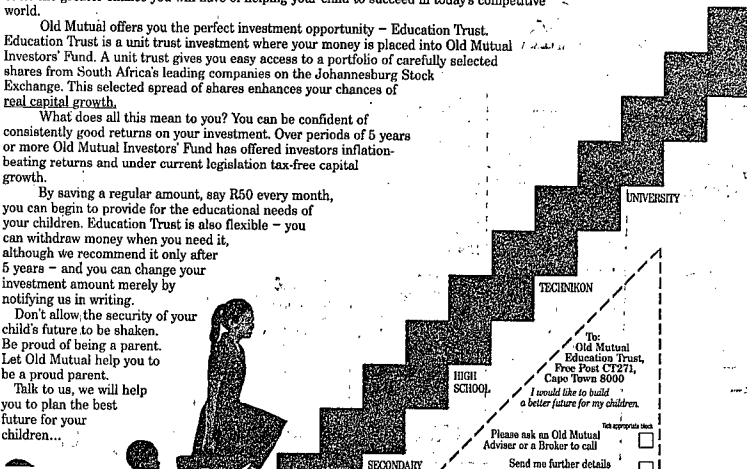 world.
Old Mutual offers you the perfect investment opportunity – Education Trust.
Education Trust is a unit trust investment where your money is placed into Old Mutual
Investors' Fund. A unit trust gives you easy access to a portfolio of carefully selected
shares from South Africa's leading companies on the Johannesburg Stock
Exchange. This selected spread of shares enhances your chances of
real capital growth.
What does all this mean to you? You can be confident of
consistently good returns on your investment. Over periods of 5 years
or more Old Mutual Investors' Fund has offered investors inflation-
beating returns and under current legislation tax-free capital
growth.
By saving a regular amount, say R50 every month,
you can begin to provide for the educational needs of
your children. Education Trust is also flexible – you
can withdraw money when you need it,
although we recommend it only after
5 years – and you can change your
investment amount merely by
notifying us in writing.
Don't allow the security of your
child's future to be shaken.
Be proud of being a parent.
Let Old Mutual help you to
be a proud parent.
Talk to us, we will help
you to plan the best
future for your
children...
UNIVERSITY
TECHNIKON
HIGH
SCHOOL
SECONDARY
To:
Old Mutual
Education Trust,
Free Post CT271,
Cape Town 8000
I would like to build
a better future for my children.
Tick appropriate block
Please ask an Old Mutual
Adviser or a Broker to call
Send me further details